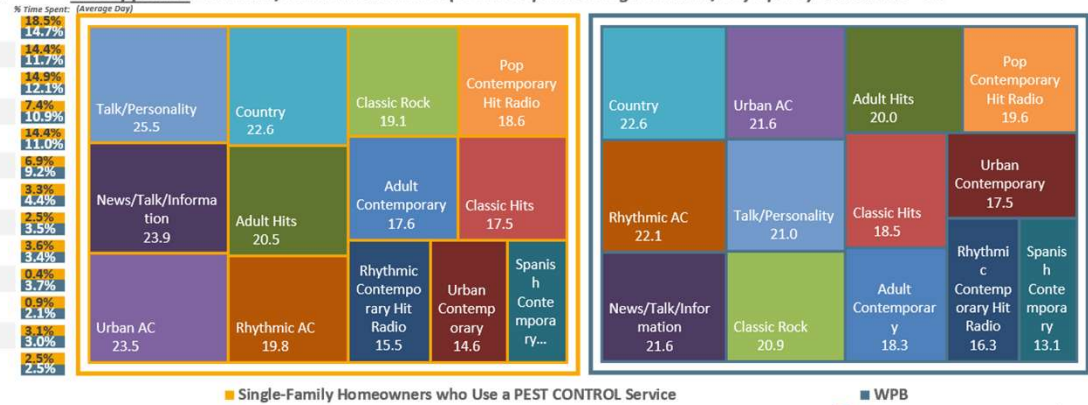 % Time Spent: (Average Day)
18.5%
14.7%
14.4%
11.7%
14.9%
12.1%
7.4%
10.9%
14.4%
11.0%
6.9%
9.2%
3.3%
4.4%
2.5%
3.5%
3.6%
3.4%
0.4%
3.7%
0.9%
2.1%
3.1%
3.0%
2.5%
2.5%
Talk/Personality
25.5
Country
22.6
Classic Rock
19.1
Pop
Contemporary
Hit Radio
18.6
News/Talk/Informa
tion
23.9
Adult Hits
20.5
Adult
Contemporary
17.6
Classic Hits
17.5
Urban AC
23.5
Rhythmic AC
19.8
Rhythmic
Contempo
rary Hit
Radio
15.5
Urban
Contemp
orary
14.6
Spanis
h
Conte
mpora
ry...
Country
22.6
Urban AC
21.6
Adult Hits
20.0
Pop
Contemporary
Hit Radio
19.6
Rhythmic AC
22.1
Talk/Personality
21.0
Classic Hits
18.5
Urban
Contemporary
17.5
News/Talk/Infor
mation
21.6
Classic Rock
20.9
Adult
Contemporar
y
18.3
Rhythmi
c
Contemp
orary Hit
Radio
16.3
Spanis
h
Conte
mpora
ry
13.1
Single-Family Homeowners who Use a PEST CONTROL Service
WPB